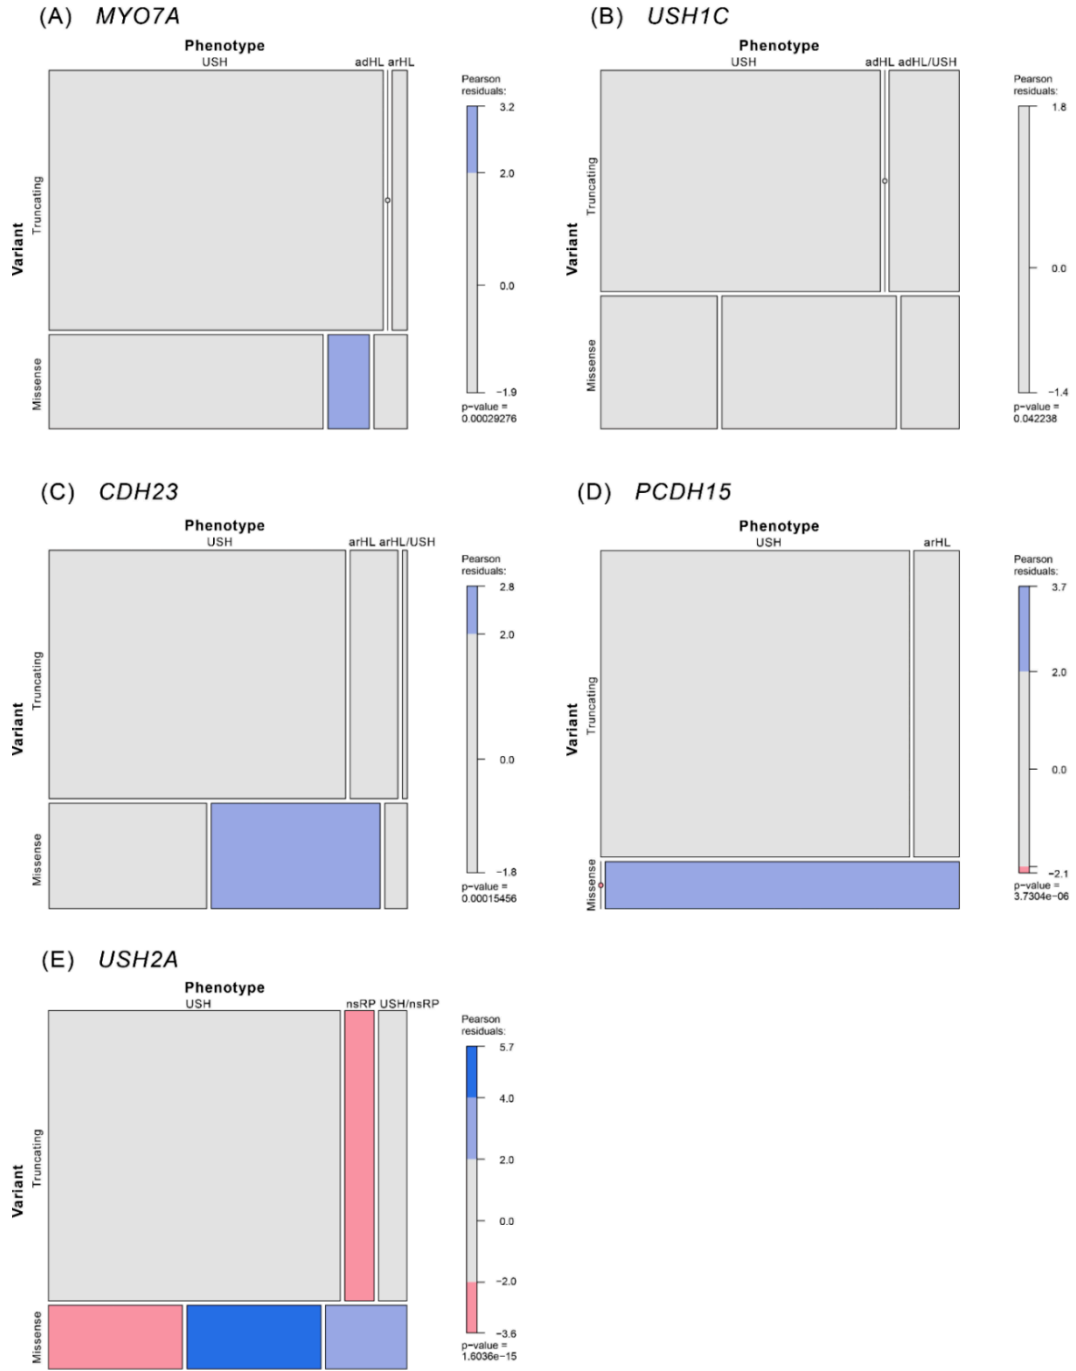 (A) MYO7A
Phenotype
USH adHL arHL
Variant
Truncating
Missense
Pearson
residuals:
3.2
2.0
0.0
−1.9
p−value =
0.00029276
(B) USH1C
Phenotype
USH adHL adHL/USH
Variant
Truncating
Missense
Pearson
residuals:
1.8
0.0
−1.4
p−value =
0.042238
(C) CDH23
Phenotype
USH arHL arHL/USH
Variant
Truncating
Missense
Pearson
residuals:
2.8
2.0
0.0
−1.8
p−value =
0.00015456
(D) PCDH15
Phenotype
USH arHL
Variant
Truncating
Missense
Pearson
residuals:
3.7
2.0
0.0
−2.1
p−value =
3.7304e−06
(E) USH2A
Phenotype
USH nsRP USH/nsRP
Variant
Truncating
Missense
Pearson
residuals:
5.7
4.0
2.0
0.0
−2.0
−3.6
p−value =
1.6036e−15